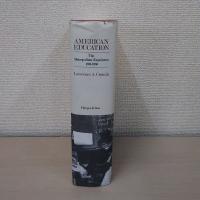 AMERICAN
EDUCATION
The
Metropolitan Experience
1876-1980
Lawrence A. Cremin
Harper & Row